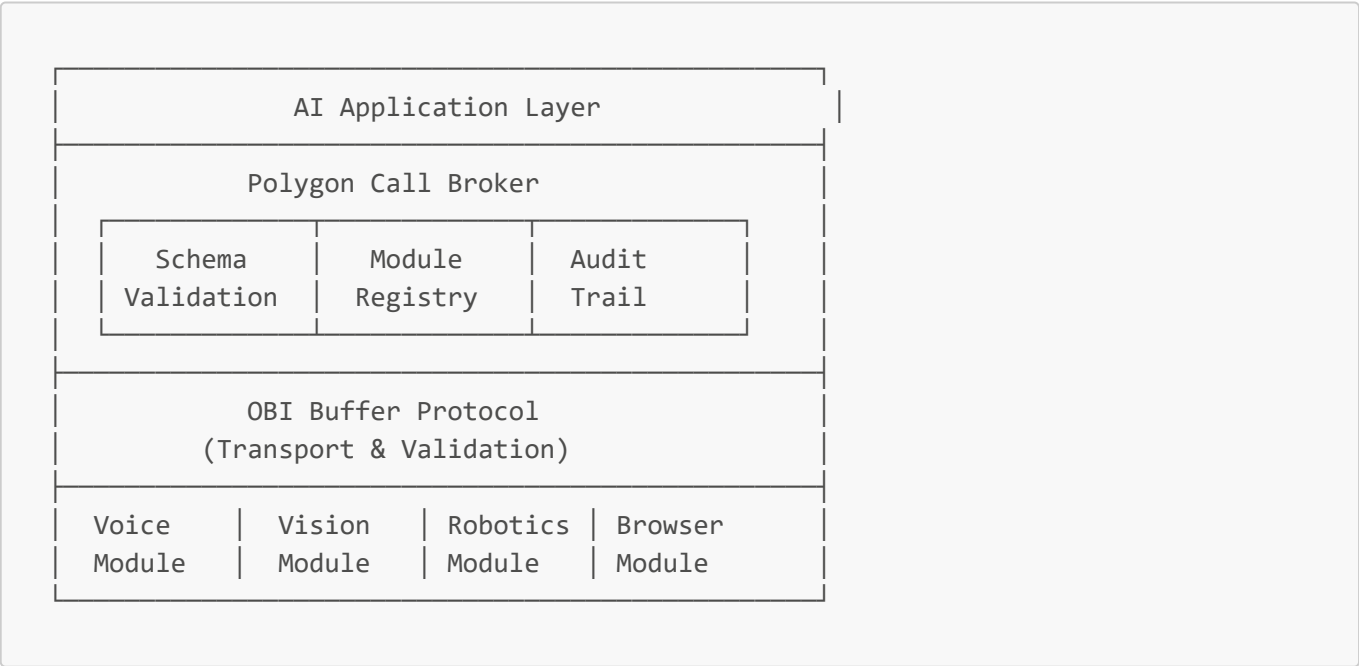 AI Application Layer
Polygon Call Broker
Schema Module Audit
Validation Registry Trail
OBI Buffer Protocol
(Transport & Validation)
Voice Vision Robotics Browser
Module Module Module Module